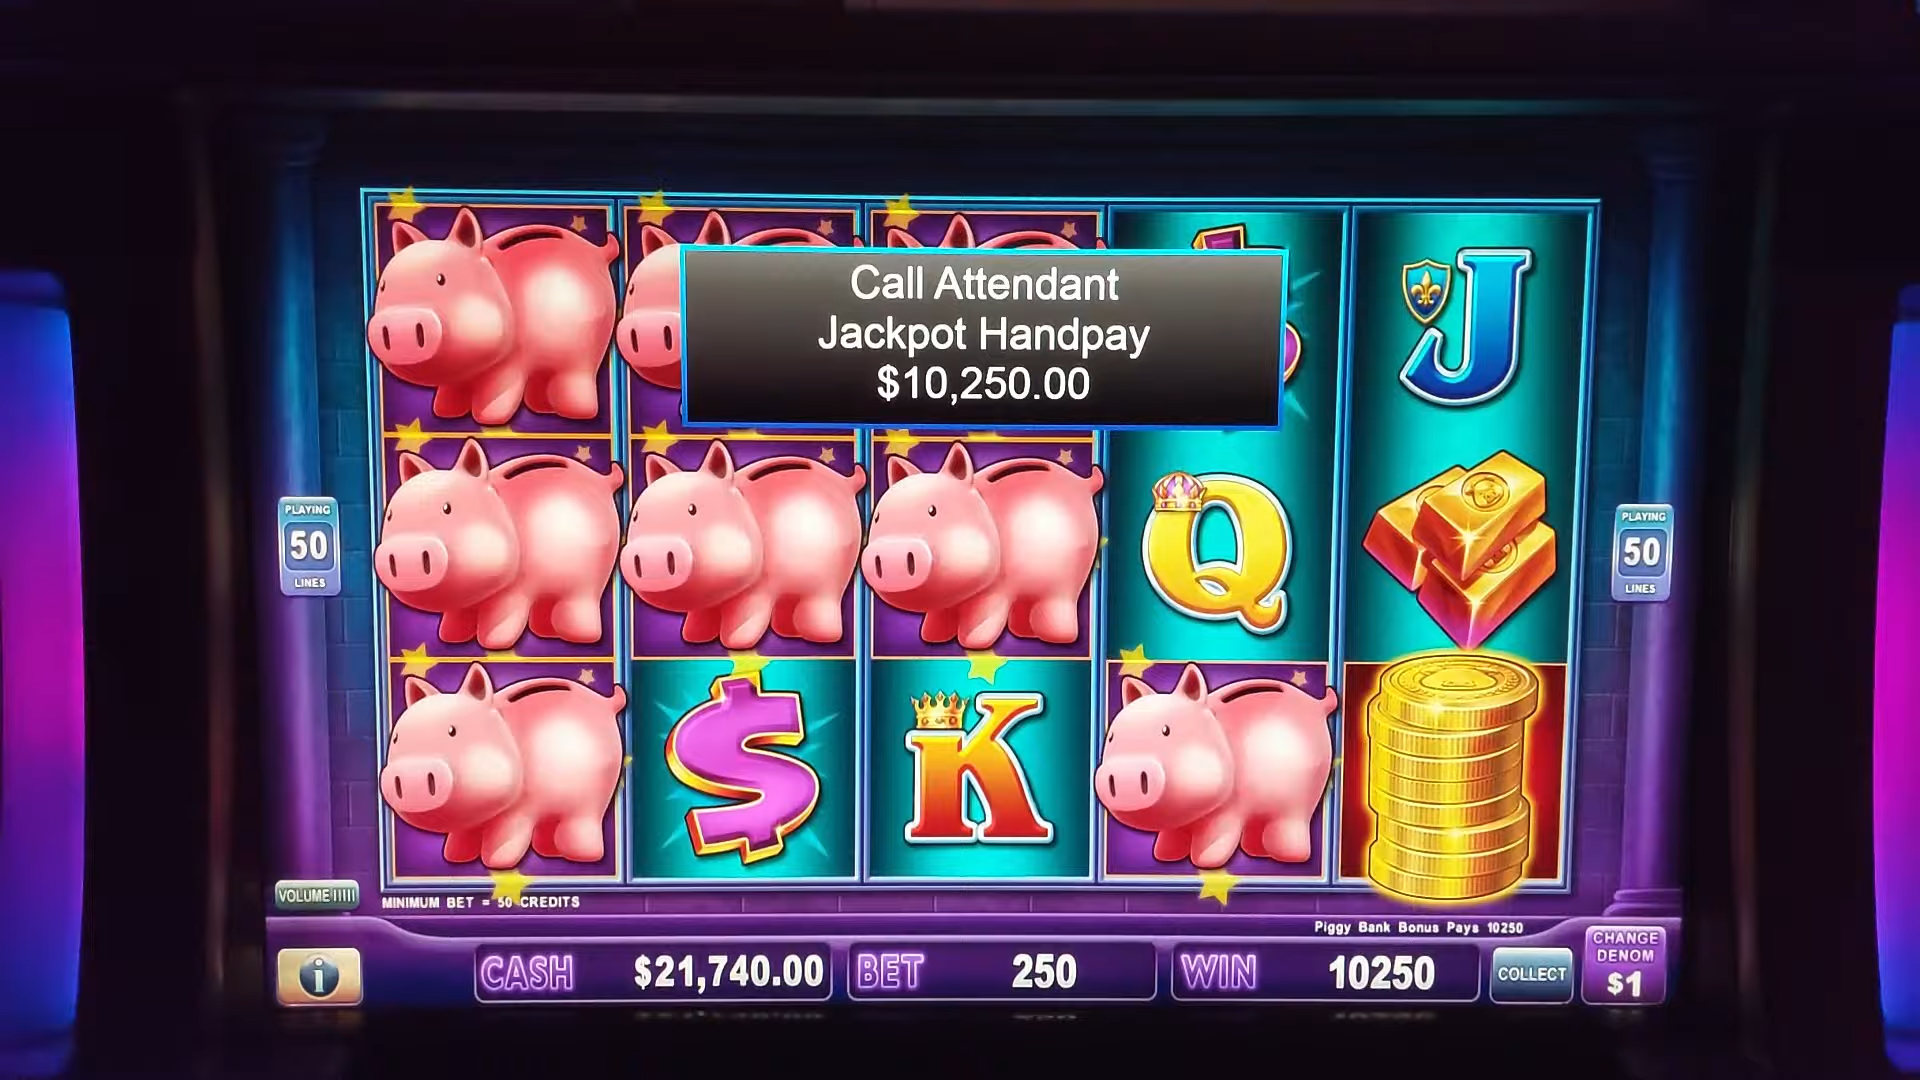 Call Attendant
Jackpot Handpay
$10,250.00
J
Q
K
$
PLAYING
50
LINES
PLAYING
50
LINES
VOLUME IIIII
MINIMUM BET = 50 CREDITS
Piggy Bank Bonus Pays 10250
i
CASH $21,740.00
BET 250
WIN 10250
COLLECT
CHANGE
DENOM
$1